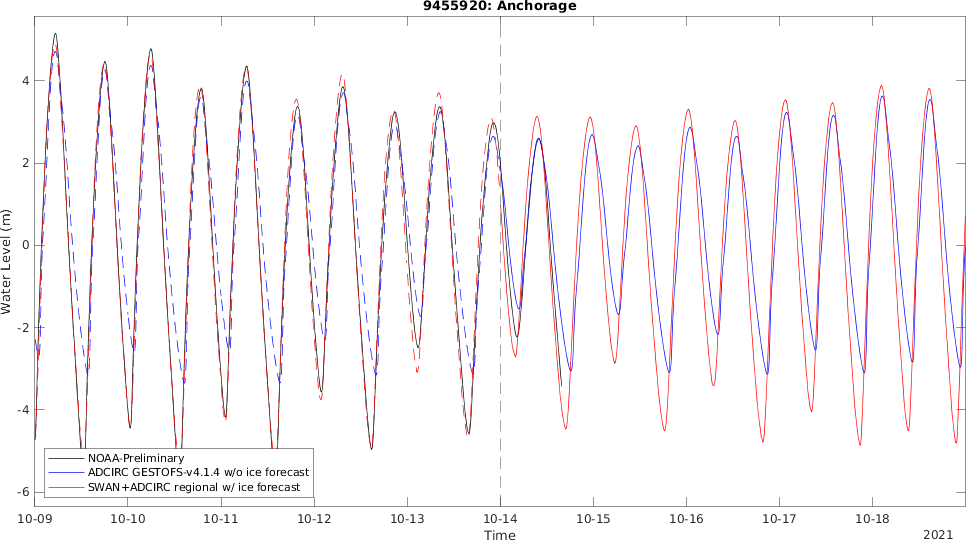 9455920: Anchorage
Water Level (m)
4
2
0
-2
-4
-6
NOAA-Preliminary
ADCIRC GESTOFS-v4.1.4 w/o ice forecast
SWAN+ADCIRC regional w/ ice forecast
10-09 10-10 10-11 10-12 10-13 10-14 10-15 10-16 10-17 10-18
Time
2021